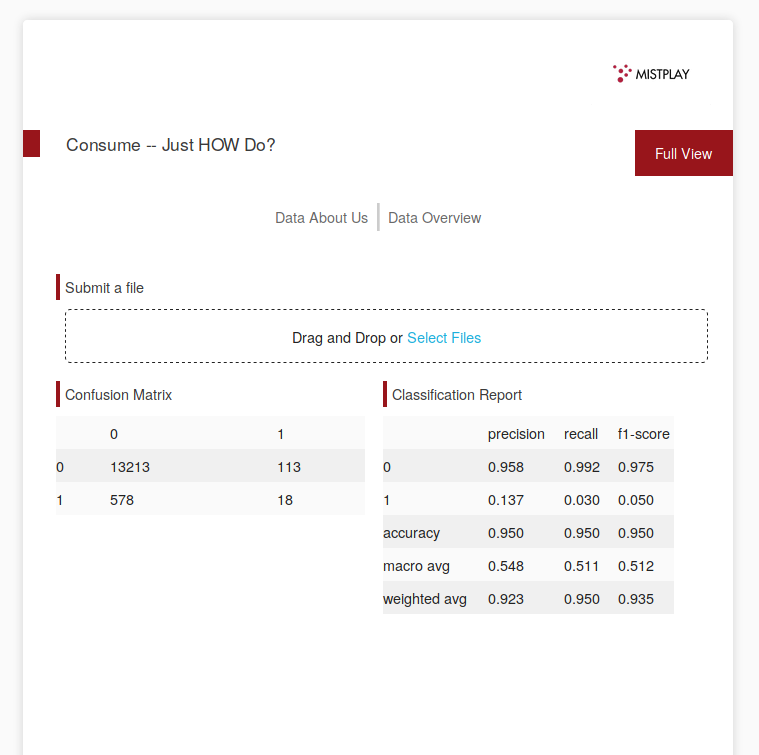 MISTPLAY
Consume -- Just HOW Do?
Full View
Data About Us
Data Overview
Submit a file
Drag and Drop or Select Files
Confusion Matrix
0 1
0 13213 113
1 578 18
Classification Report
precision recall f1-score
0 0.958 0.992 0.975
1 0.137 0.030 0.050
accuracy 0.950 0.950 0.950
macro avg 0.548 0.511 0.512
weighted avg 0.923 0.950 0.935